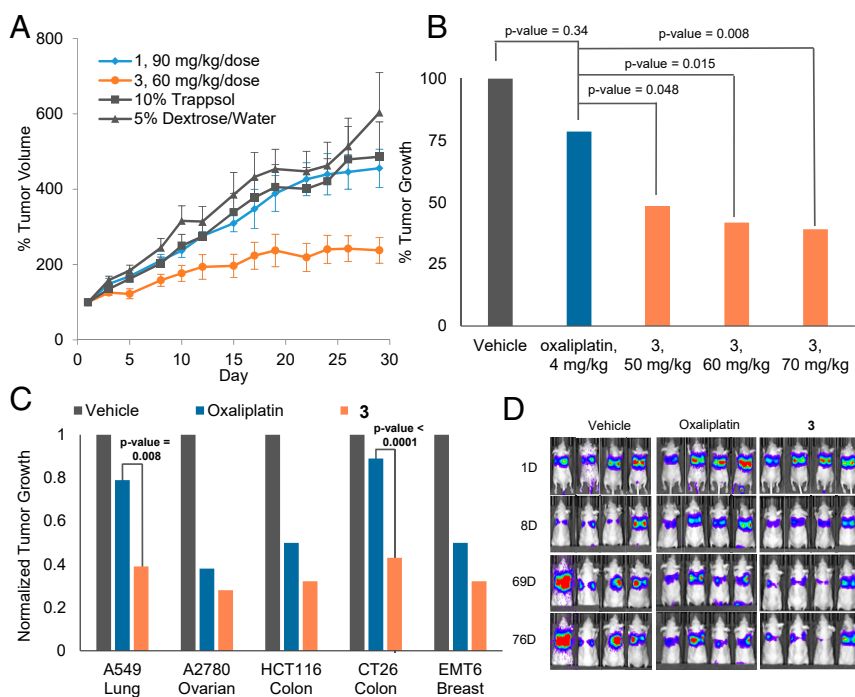 A
800
600
400
200
0
% Tumor Volume
1, 90 mg/kg/dose
3, 60 mg/kg/dose
10% Trappsol
5% Dextrose/Water
0 5 10 15 20 25 30
Day
B
p-value = 0.34
p-value = 0.008
p-value = 0.015
p-value = 0.048
100
75
50
25
0
% Tumor Growth
Vehicle
oxaliplatin,
4 mg/kg
3,
50 mg/kg
3,
60 mg/kg
3,
70 mg/kg
C
Vehicle
Oxaliplatin
3
p-value =
0.008
p-value <
0.0001
1
0.8
0.6
0.4
0.2
0
Normalized Tumor Growth
A549
Lung
A2780
Ovarian
HCT116
Colon
CT26
Colon
EMT6
Breast
D
Vehicle
Oxaliplatin
3
1D
8D
69D
76D